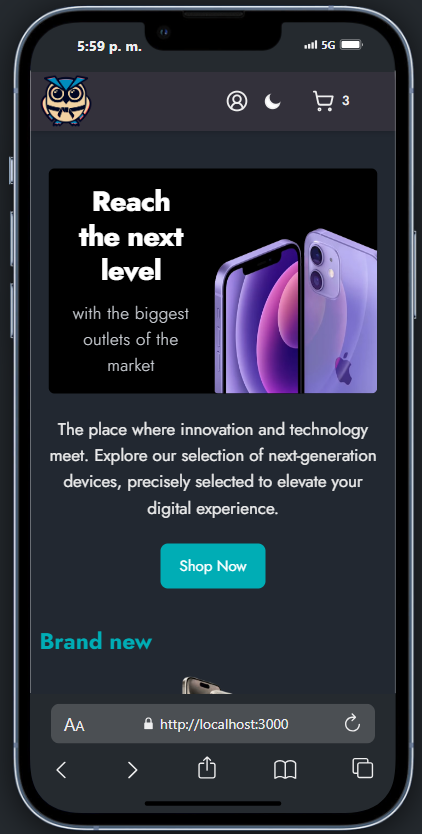 5:59 p. m.
5G
3
Reach
the next
level
with the biggest
outlets of the
market
The place where innovation and technology
meet. Explore our selection of next-generation
devices, precisely selected to elevate your
digital experience.
Shop Now
Brand new
AA
http://localhost:3000